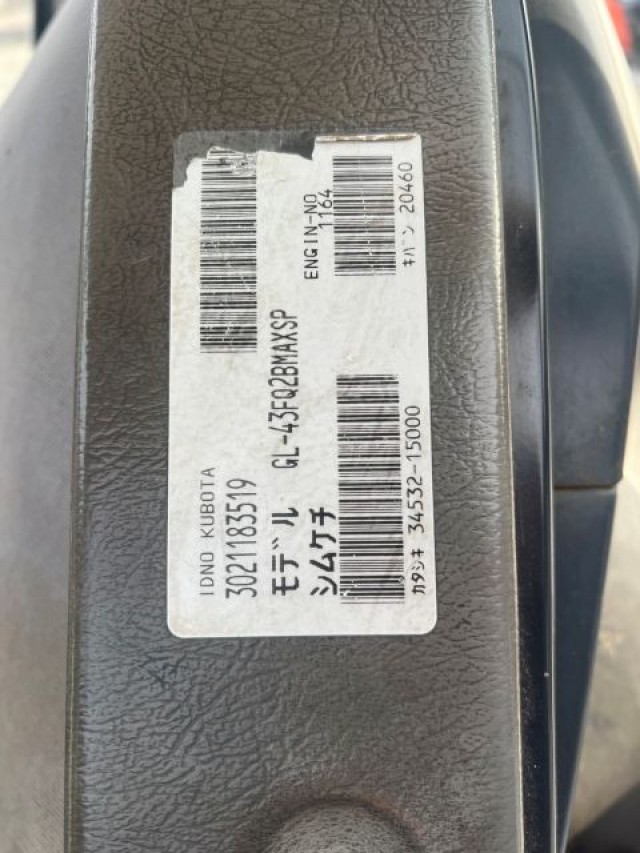 IDNO KUBOTA
3021183519
モデル GL-43FQ2BMAXSP
シムケチ
ENGIN-NO
1164
カタシキ 34532-15000
キバン 20460